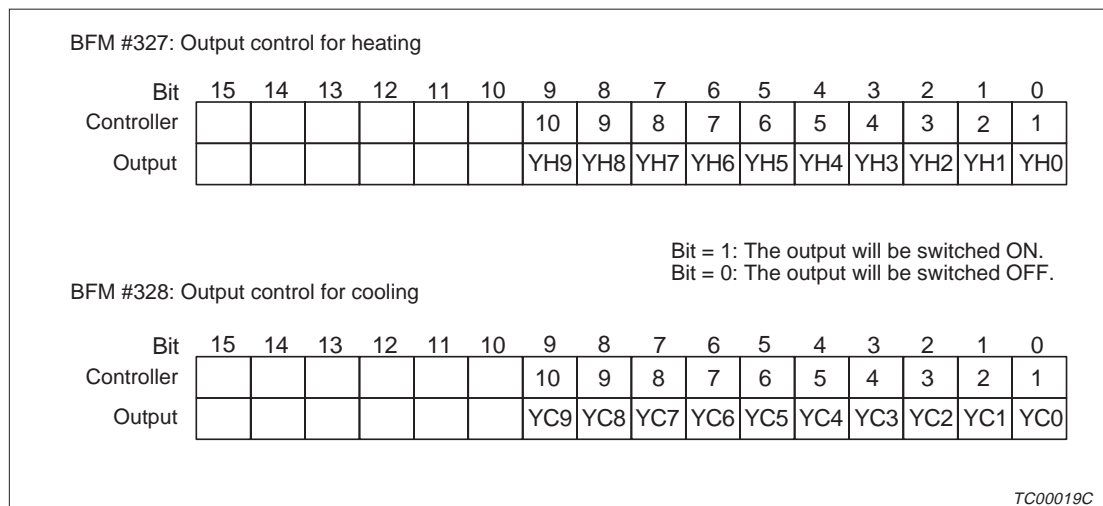 BFM #327: Output control for heating
Bit 15 14 13 12 11 10 9 8 7 6 5 4 3 2 1 0
Controller 10 9 8 7 6 5 4 3 2 1
Output YH9 YH8 YH7 YH6 YH5 YH4 YH3 YH2 YH1 YH0
Bit = 1: The output will be switched ON.
Bit = 0: The output will be switched OFF.
BFM #328: Output control for cooling
Bit 15 14 13 12 11 10 9 8 7 6 5 4 3 2 1 0
Controller 10 9 8 7 6 5 4 3 2 1
Output YC9 YC8 YC7 YC6 YC5 YC4 YC3 YC2 YC1 YC0
TC00019C